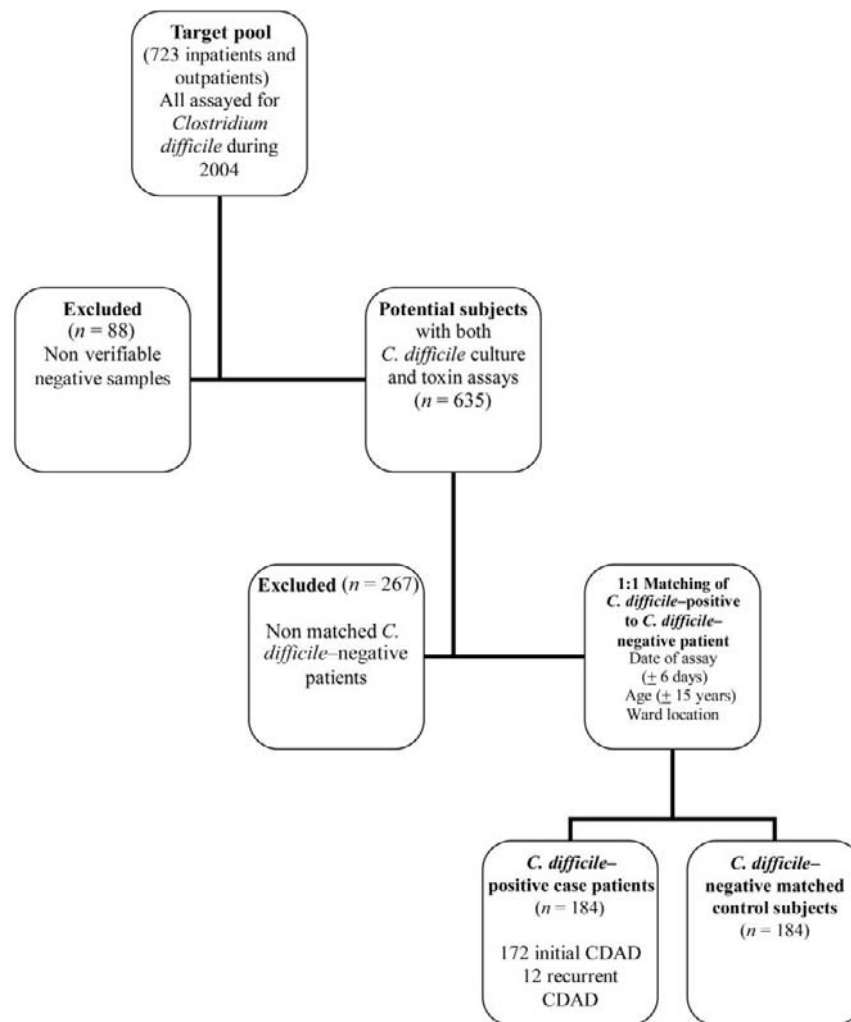 Target pool
(723 inpatients and
outpatients)
All assayed for
Clostridium
difficile during
2004
Excluded
(n = 88)
Non verifiable
negative samples
Potential subjects
with both
C. difficile culture
and toxin assays
(n = 635)
Excluded (n = 267)
Non matched C.
difficile–negative
patients
1:1 Matching of
C. difficile–positive
to C. difficile–
negative patient
Date of assay
(± 6 days)
Age (± 15 years)
Ward location
C. difficile–
positive case patients
(n = 184)
172 initial CDAD
12 recurrent
CDAD
C. difficile–
negative matched
control subjects
(n = 184)